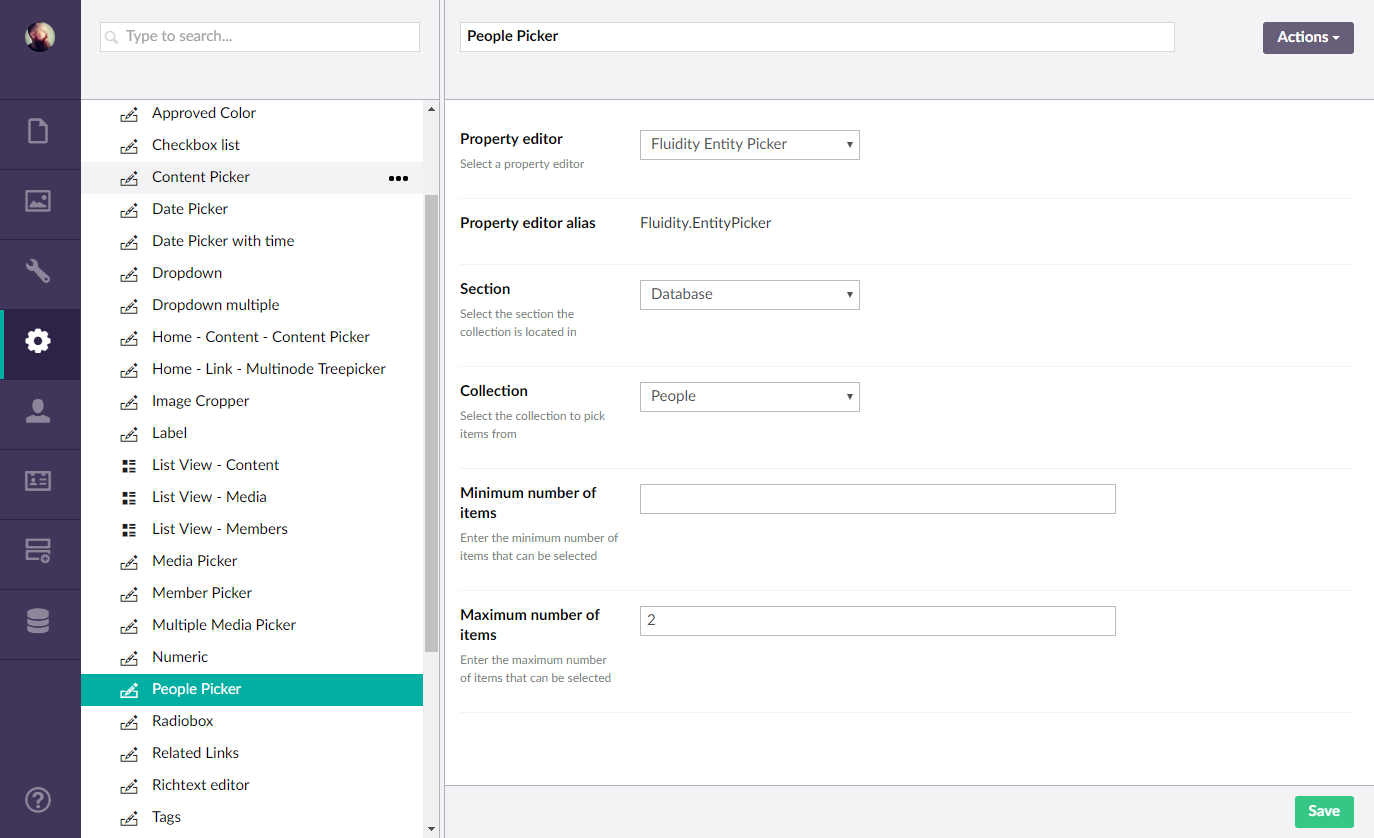 Type to search...
Approved Color
Checkbox list
Content Picker
Date Picker
Date Picker with time
Dropdown
Dropdown multiple
Home - Content - Content Picker
Home - Link - Multinode Treepicker
Image Cropper
Label
List View - Content
List View - Media
List View - Members
Media Picker
Member Picker
Multiple Media Picker
Numeric
People Picker
Radiobox
Related Links
Richtext editor
Tags
People Picker
Actions
Property editor
Select a property editor
Fluidity Entity Picker
Property editor alias
Fluidity.EntityPicker
Section
Select the section the
collection is located in
Database
Collection
Select the collection to pick
items from
People
Minimum number of
items
Enter the minimum number of
items that can be selected
Maximum number of
items
Enter the maximum number
of items that can be selected
2
Save